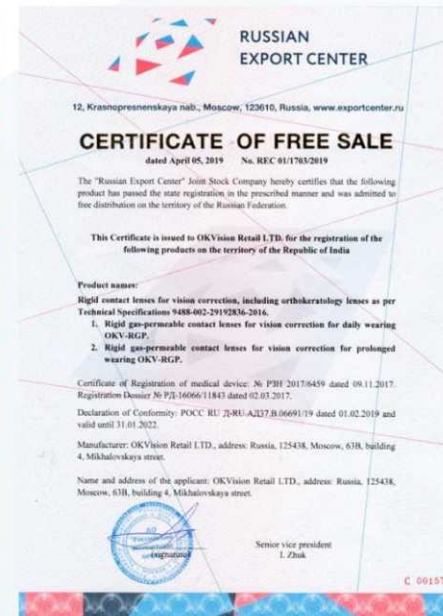 RUSSIAN
EXPORT CENTER
12, Krasnopresnenskaya nab., Moscow, 123610, Russia, www.exportcenter.ru
CERTIFICATE OF FREE SALE
dated April 05, 2019 No. REC 01/1703/2019
The "Russian Export Center" Joint Stock Company hereby certifies that the following
product has passed the state registration in the prescribed manner and was admitted to
free distribution on the territory of the Russian Federation.
This Certificate is issued to OKVision Retail LTD. for the registration of the
following products on the territory of the Republic of India
Product names:
Rigid contact lenses for vision correction, including orthokeratology lenses as per
Technical Specifications 9488-002-29192836-2016.
1. Rigid gas-permeable contact lenses for vision correction for daily wearing
OKV-RGP.
2. Rigid gas-permeable contact lenses for vision correction for prolonged
wearing OKV-RGP.
Certificate of Registration of medical device: № РЗН 2017/6459 dated 09.11.2017.
Registration Dossier № РД-16066/11843 dated 02.03.2017.
Declaration of Conformity: РОСС RU Д-RU.АД37.В.06691/19 dated 01.02.2019 and
valid until 31.01.2022.
Manufacturer: OKVision Retail LTD., address: Russia, 125438, Moscow, 63B, building
4, Mikhalovskaya street.
Name and address of the applicant: OKVision Retail LTD., address: Russia, 125438,
Moscow, 63B, building 4, Mikhalovskaya street.
АО
(signature)
Senior vice president
I. Zhuk
C 00157